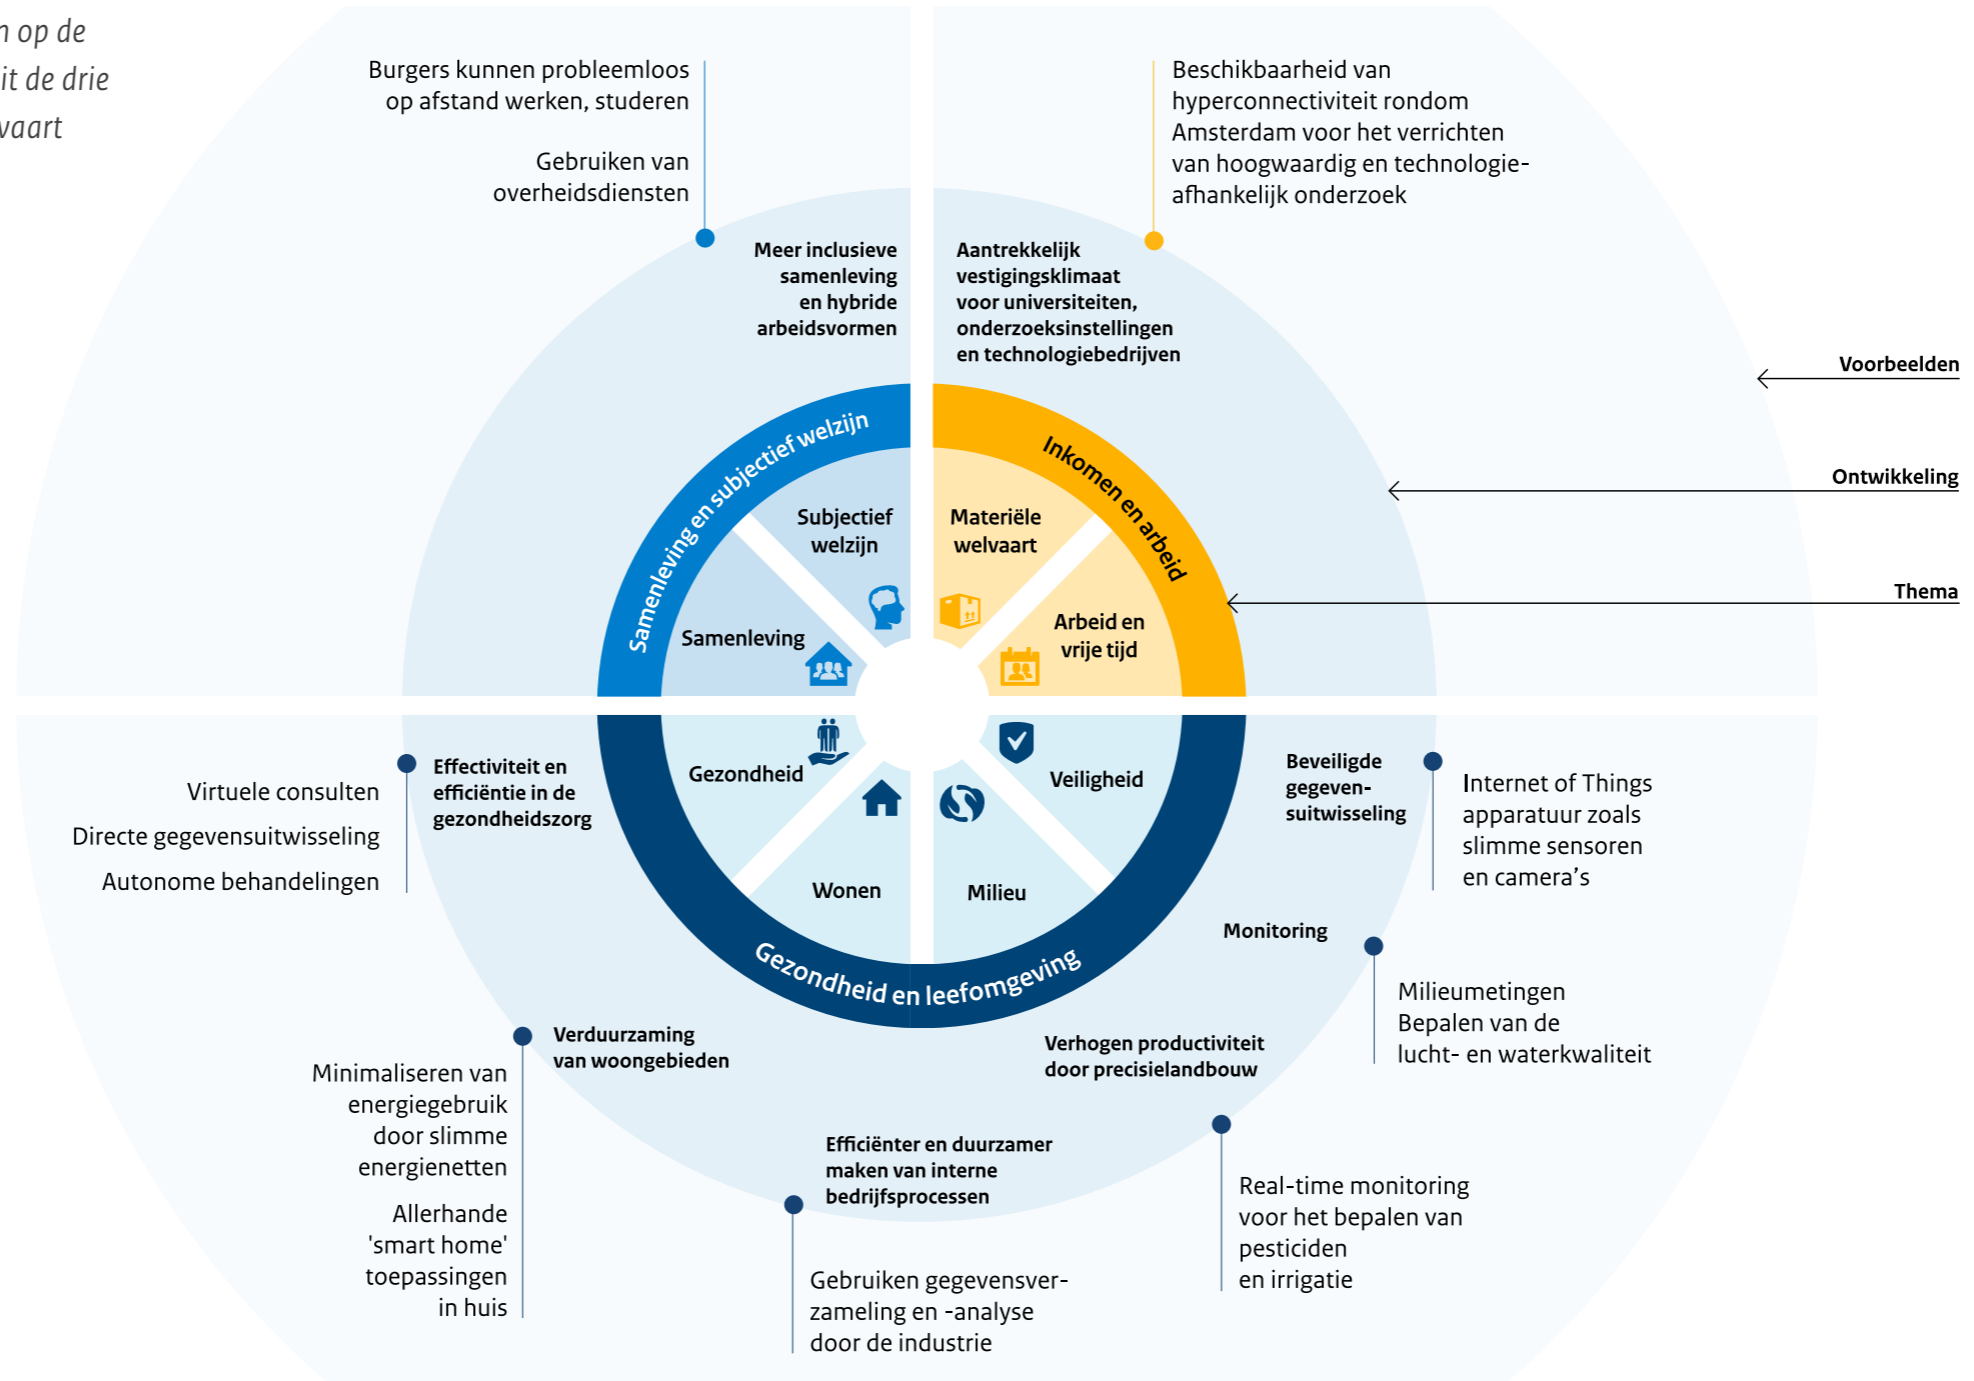 n op de
it de drie
vaart
Burgers kunnen probleemloos
op afstand werken, studeren
Gebruiken van
overheidsdiensten
Beschikbaarheid van
hyperconnectiviteit rondom
Amsterdam voor het verrichten
van hoogwaardig en technologie-
afhankelijk onderzoek
Meer inclusieve
samenleving
en hybride
arbeidsvormen
Aantrekkelijk
vestigingsklimaat
voor universiteiten,
onderzoeksinstellingen
en technologiebedrijven
Voorbeelden
Ontwikkeling
Thema
Samenleving en subjectief welzijn
Inkomen en arbeid
Subjectief
welzijn
Materiële
welvaart
Samenleving
Arbeid en
vrije tijd
Gezondheid
Veiligheid
Wonen
Milieu
Gezondheid en leefomgeving
Effectiviteit en
efficiëntie in de
gezondheidszorg
Virtuele consulten
Directe gegevensuitwisseling
Autonome behandelingen
Beveiligde
gegeven-
suitwisseling
Internet of Things
apparatuur zoals
slimme sensoren
en camera's
Monitoring
Milieumetingen
Bepalen van de
lucht- en waterkwaliteit
Verduurzaming
van woongebieden
Minimaliseren van
energiegebruik
door slimme
energienetten
Allerhande
'smart home'
toepassingen
in huis
Verhogen productiviteit
door precisielandbouw
Real-time monitoring
voor het bepalen van
pesticiden
en irrigatie
Efficiënter en duurzamer
maken van interne
bedrijfsprocessen
Gebruiken gegevensver-
zameling en -analyse
door de industrie